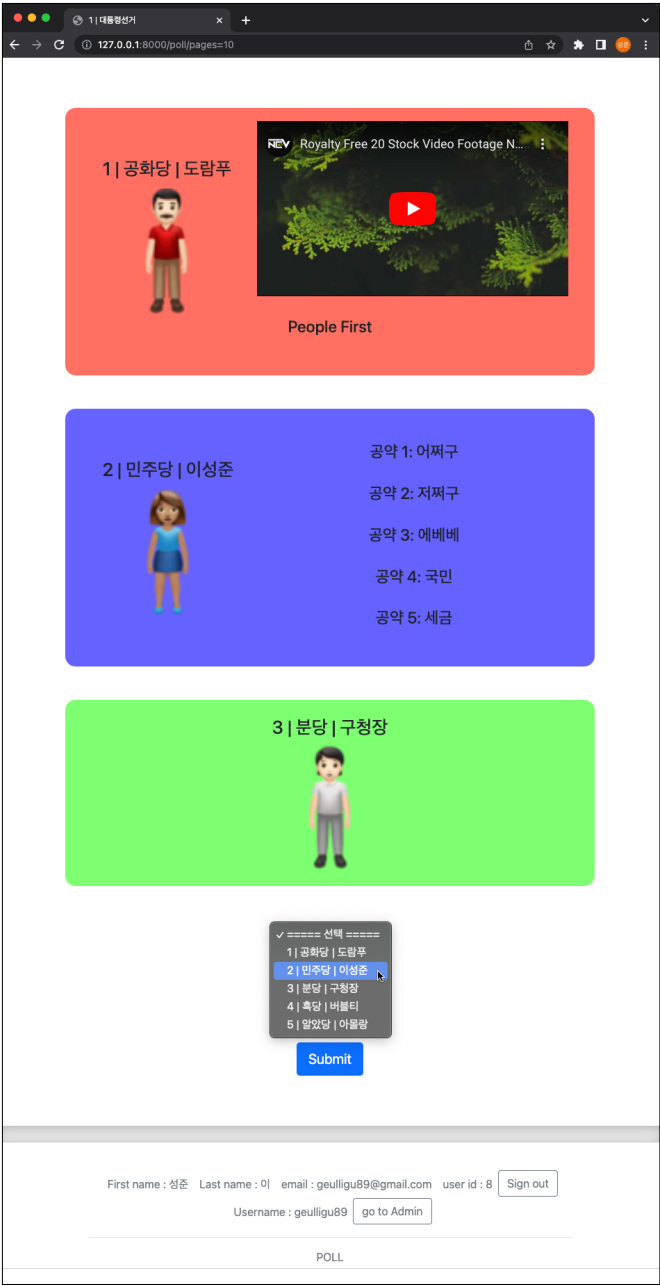 1 | 대통령선거
127.0.0.1:8000/poll/pages=10
성준
1 | 공화당 | 도람푸
NEV Royalty Free 20 Stock Video Footage N...
People First
2 | 민주당 | 이성준
공약 1: 어쩌구
공약 2: 저쩌구
공약 3: 에베베
공약 4: 국민
공약 5: 세금
3 | 분당 | 구청장
✓ ===== 선택 =====
1 | 공화당 | 도람푸
2 | 민주당 | 이성준
3 | 분당 | 구청장
4 | 흑당 | 버블티
5 | 알았당 | 아몰랑
Submit
First name : 성준 Last name : 이 email : geulligu89@gmail.com user id : 8 Sign out
Username : geulligu89 go to Admin
POLL